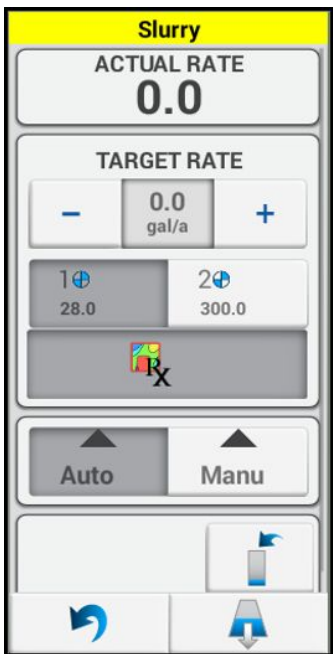 Slurry
ACTUAL RATE
0.0
TARGET RATE
−
0.0
+
gal/a
1
2
28.0
300.0
Rx
Auto
Manu